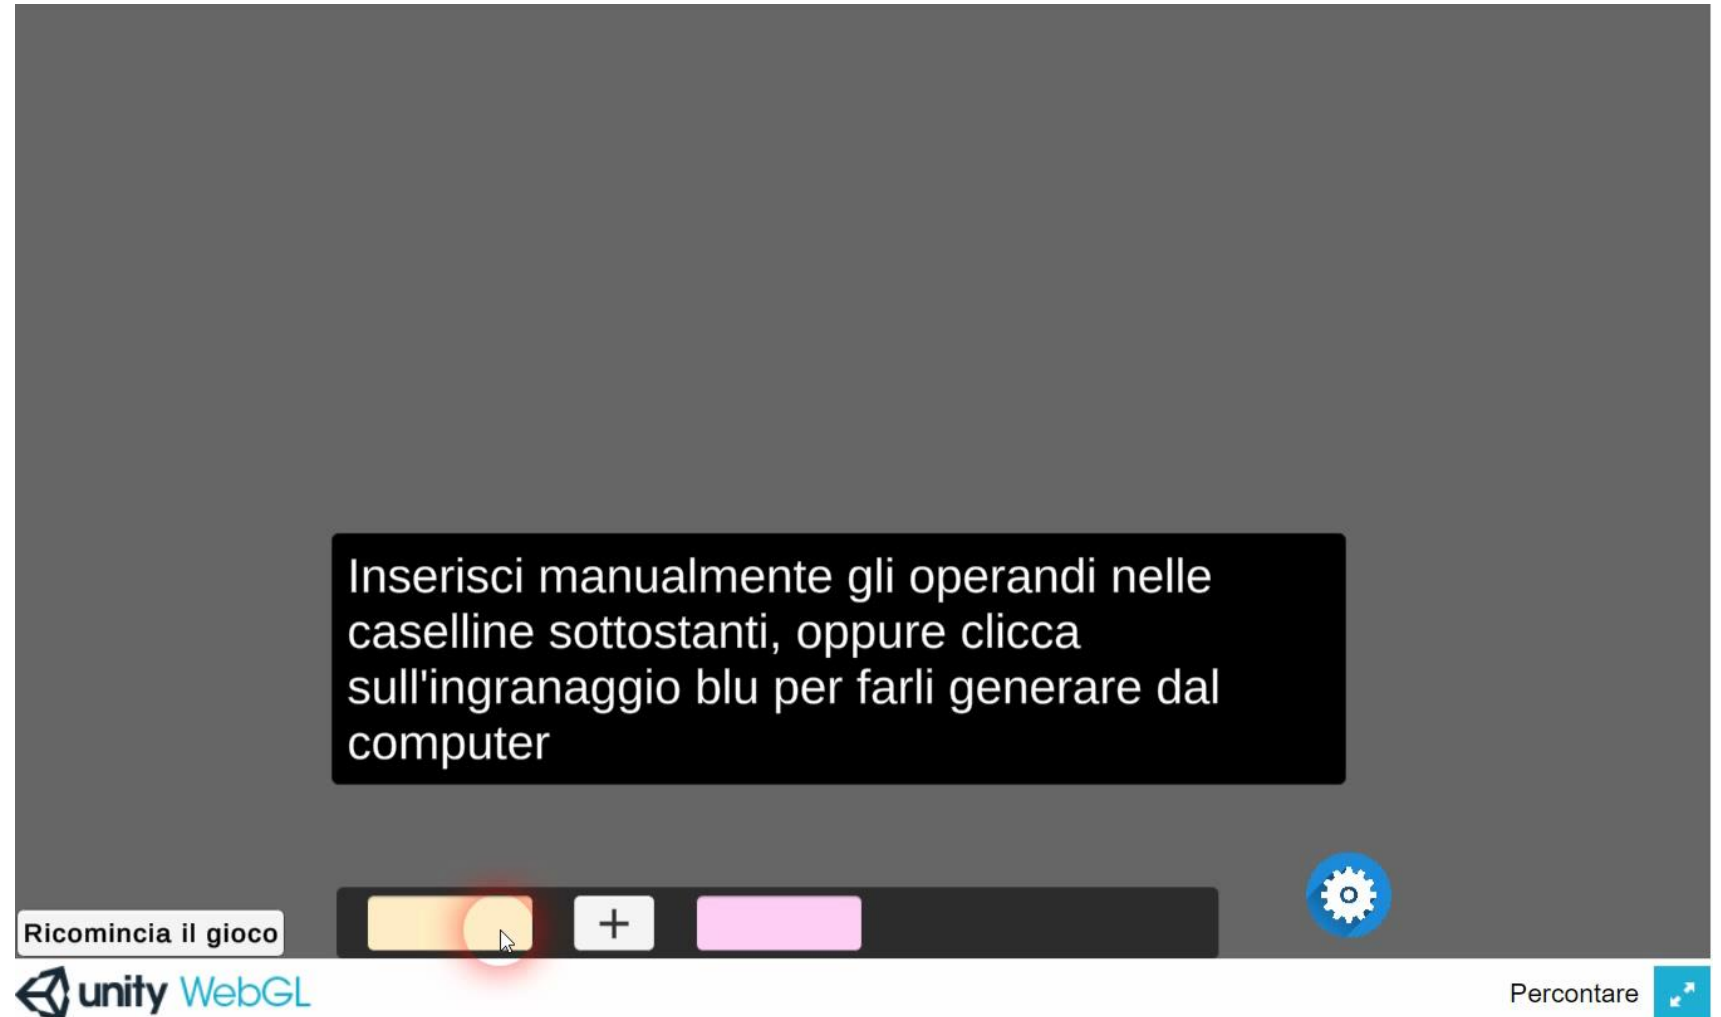 Inserisci manualmente gli operandi nelle
caselline sottostanti, oppure clicca
sull'ingranaggio blu per farli generare dal
computer
+
Ricomincia il gioco
unity WebGL
Percontare